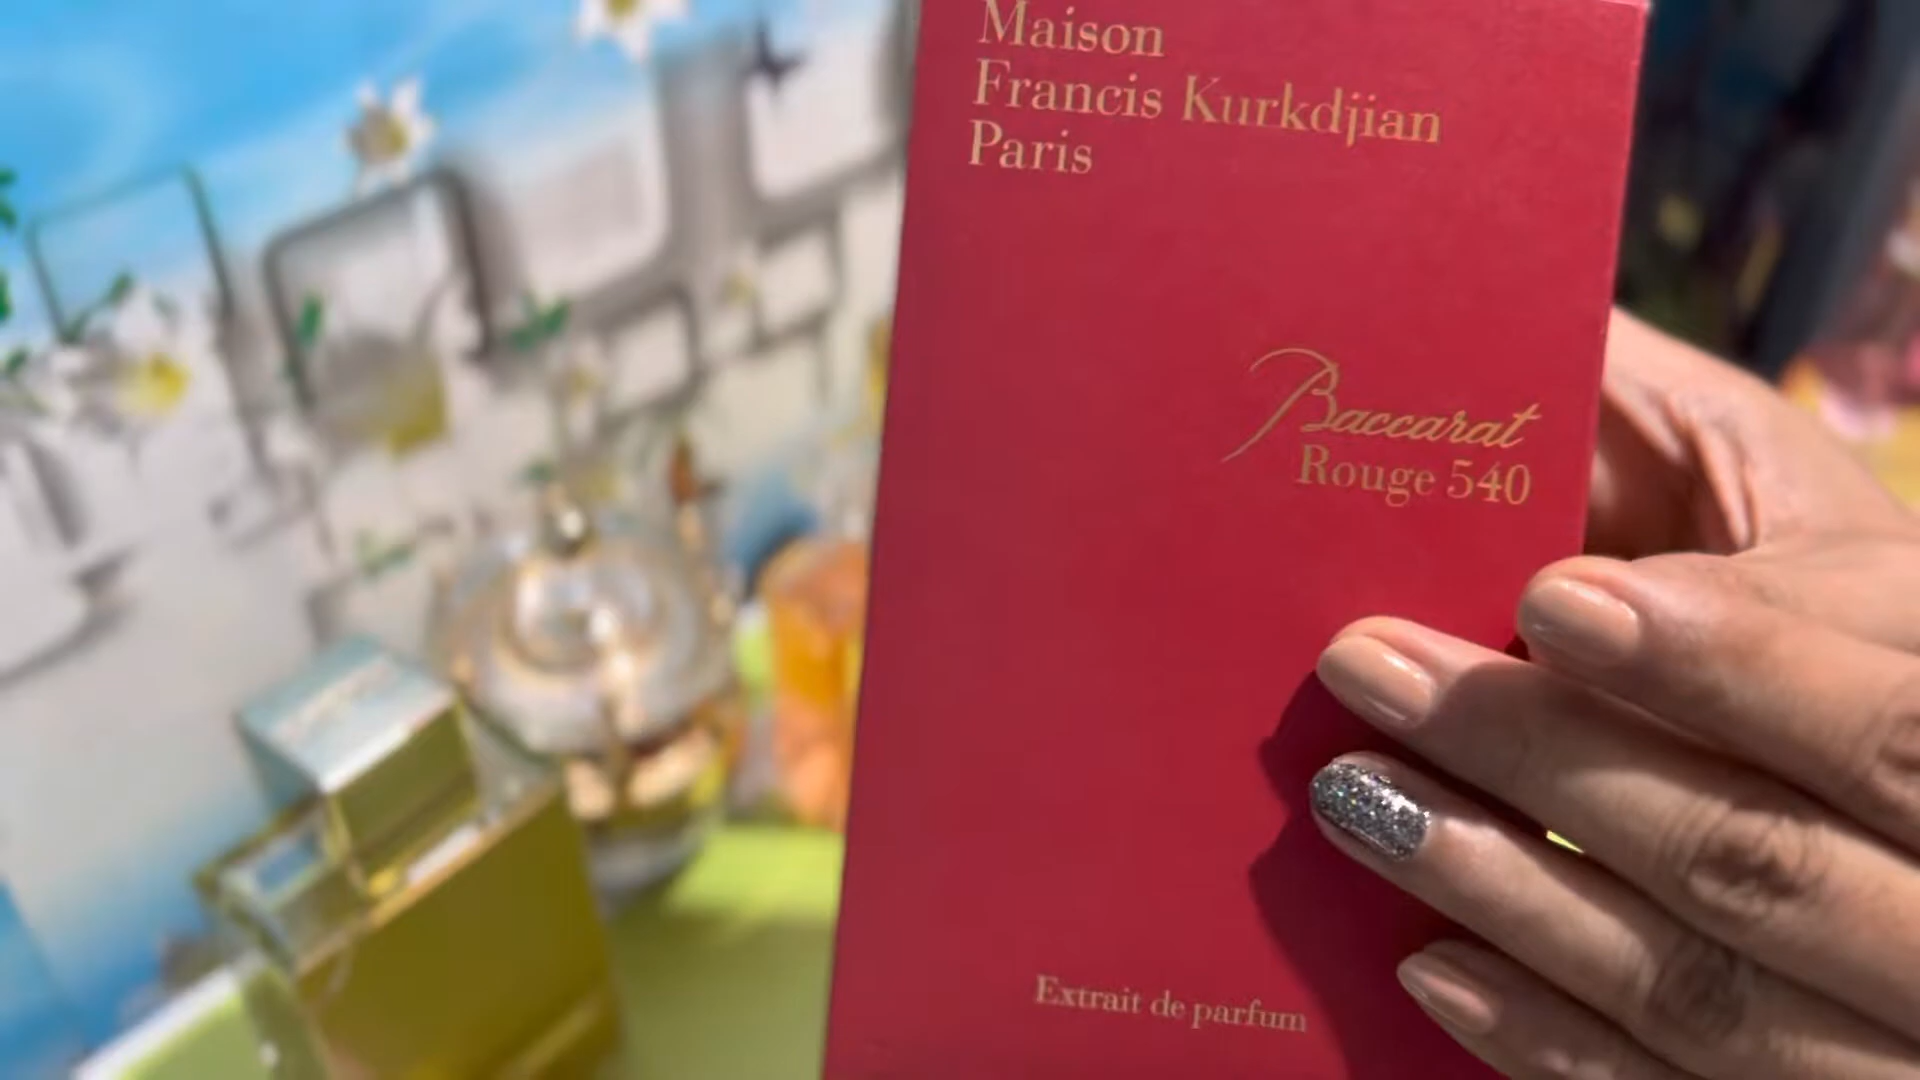 Maison
Francis Kurkdjian
Paris
Baccarat
Rouge 540
Extrait de parfum